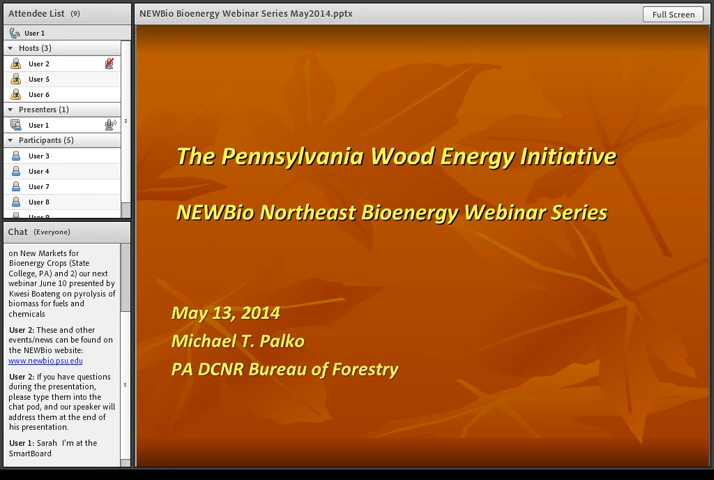 Attendee List (9)
User 1
Hosts (3)
User 2
User 5
User 6
Presenters (1)
User 1
Participants (5)
User 3
User 4
User 7
User 8
User 9
Chat (Everyone)
on New Markets for
Bioenergy Crops (State
College, PA) and 2) our next
webinar June 10 presented by
Kwesi Boateng on pyrolysis of
biomass for fuels and
chemicals
User 2: These and other
events/news can be found on
the NEWBio website:
www.newbio.psu.edu
User 2: If you have questions
during the presentation,
please type them into the
chat pod, and our speaker will
address them at the end of
his presentation.
User 1: Sarah I'm at the
SmartBoard
NEWBio Bioenergy Webinar Series May2014.pptx
Full Screen
The Pennsylvania Wood Energy Initiative
NEWBio Northeast Bioenergy Webinar Series
May 13, 2014
Michael T. Palko
PA DCNR Bureau of Forestry